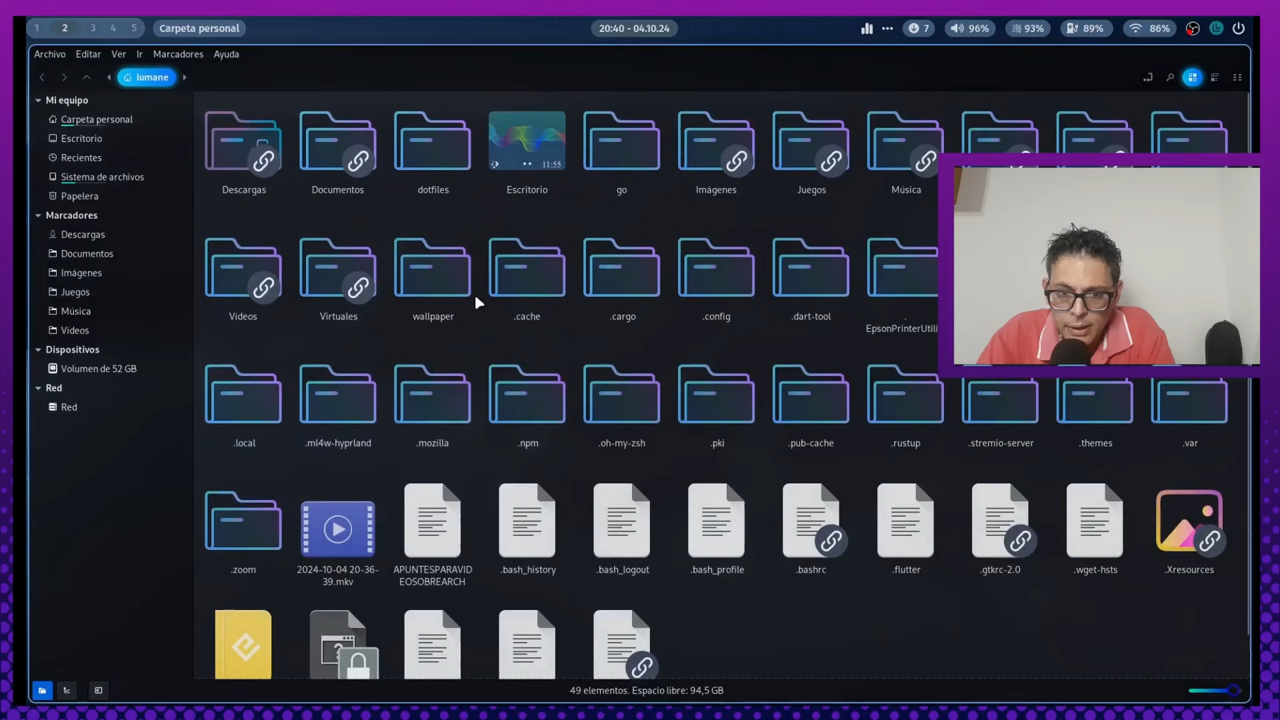 1 2 3 4 5 Carpeta personal 20:40 - 04.10.24 7 96% 93% 89% 86%
Archivo Editar Ver Ir Marcadores Ayuda
lumane
Mi equipo
Carpeta personal
Escritorio
Recientes
Sistema de archivos
Papelera
Marcadores
Descargas
Documentos
Imágenes
Juegos
Música
Vídeos
Dispositivos
Volumen de 52 GB
Red
Red
11:55
Descargas Documentos dotfiles Escritorio go Imágenes Juegos Música
Vídeos Virtuales wallpaper .cache .cargo .config .dart-tool .
EpsonPrinterUtili
.local .ml4w-hyprland .mozilla .npm .oh-my-zsh .pki .pub-cache .rustup .stremio-server .themes .var
.zoom 2024-10-04 20-36- APUNTESPARAVID .bash_history .bash_logout .bash_profile .bashrc .flutter .gtkrc-2.0 .wget-hsts .Xresources
39.mkv EOSOBREARCH
49 elementos. Espacio libre: 94,5 GB